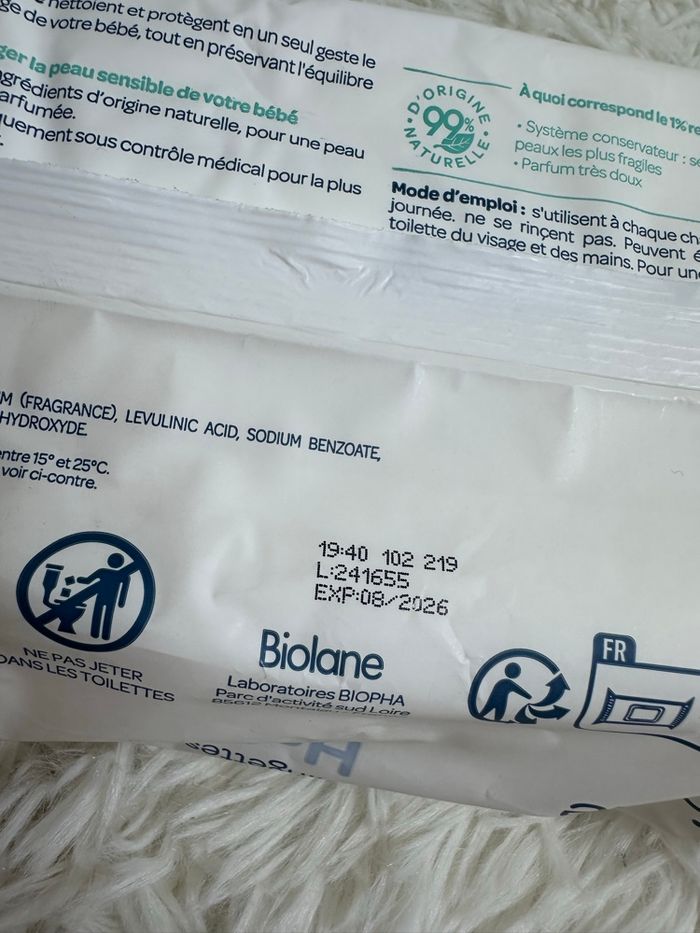 nettoient et protègent en un seul geste le
ge de votre bébé, tout en préservant l'équilibre
ger la peau sensible de votre bébé
ngrédients d'origine naturelle, pour une peau
arfumée.
quement sous contrôle médical pour la plus
D'ORIGINE
99%
NATURELLE
À quoi correspond le 1% re
• Système conservateur : se
peaux les plus fragiles
• Parfum très doux
Mode d'emploi : s'utilisent à chaque ch
journée. ne se rinçent pas. Peuvent ê
toilette du visage et des mains. Pour un
M (FRAGRANCE), LEVULINIC ACID, SODIUM BENZOATE,
HYDROXYDE
entre 15° et 25°C.
voir ci-contre.
19:40 102 219
L:241655
EXP:08/2026
NE PAS JETER
DANS LES TOILETTES
Biolane
Laboratoires BIOPHA
Parc d'activité sud Loire
85612
FR